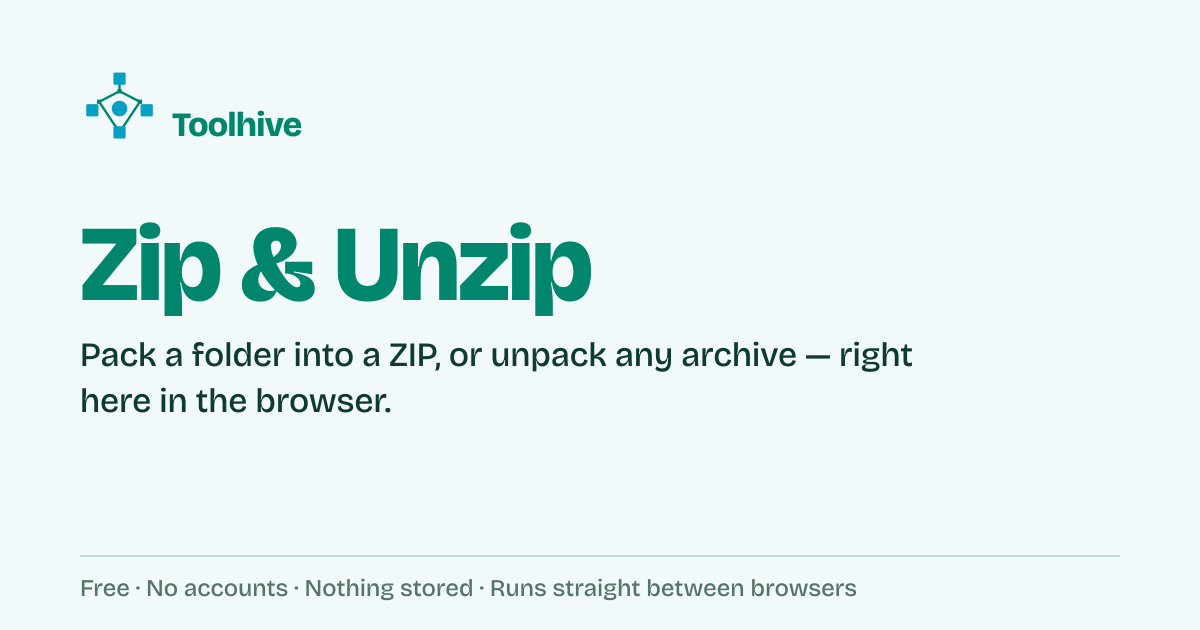 Toolhive
Zip & Unzip
Pack a folder into a ZIP, or unpack any archive — right
here in the browser.
Free · No accounts · Nothing stored · Runs straight between browsers